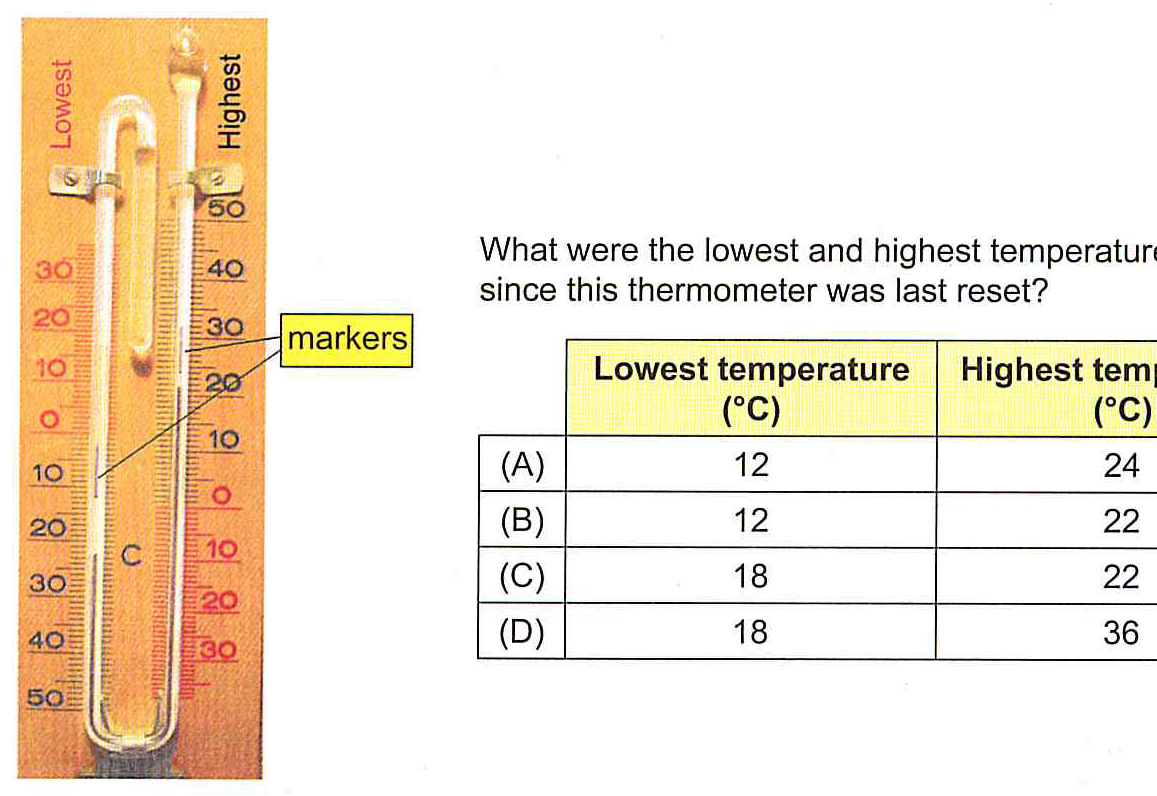 Lowest
Highest
50
40
30
20
10
0
10
20
30
30
20
10
0
10
20
30
40
50
C
markers
What were the lowest and highest
since this thermometer was last reset?
Lowest temperature Highest
(°C) (°C)
(A) 12 24
(B) 12 22
(C) 18 22
(D) 18 36